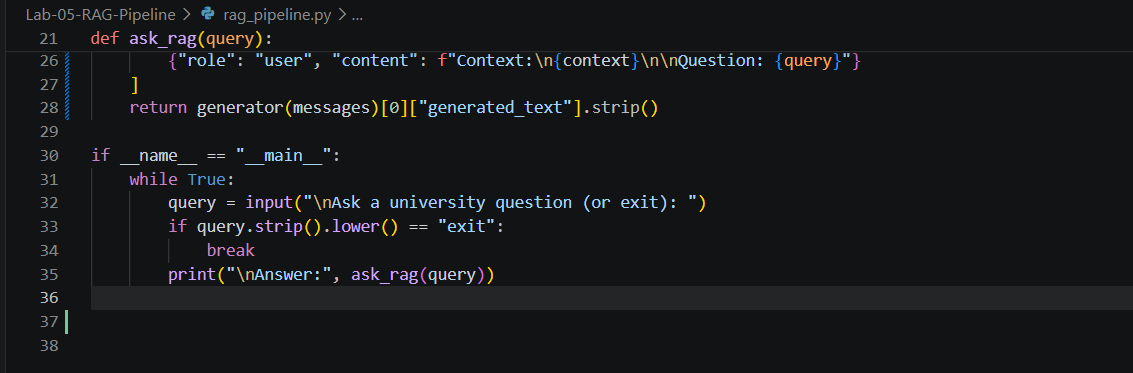 Lab-05-RAG-Pipeline > rag_pipeline.py > ...
21 def ask_rag(query):
26 {"role": "user", "content": f"Context:\n{context}\n\nQuestion: {query}"}
27 ]
28 return generator(messages)[0]["generated_text"].strip()
29
30 if __name__ == "__main__":
31 while True:
32 query = input("\nAsk a university question (or exit): ")
33 if query.strip().lower() == "exit":
34 break
35 print("\nAnswer:", ask_rag(query))
36
37
38